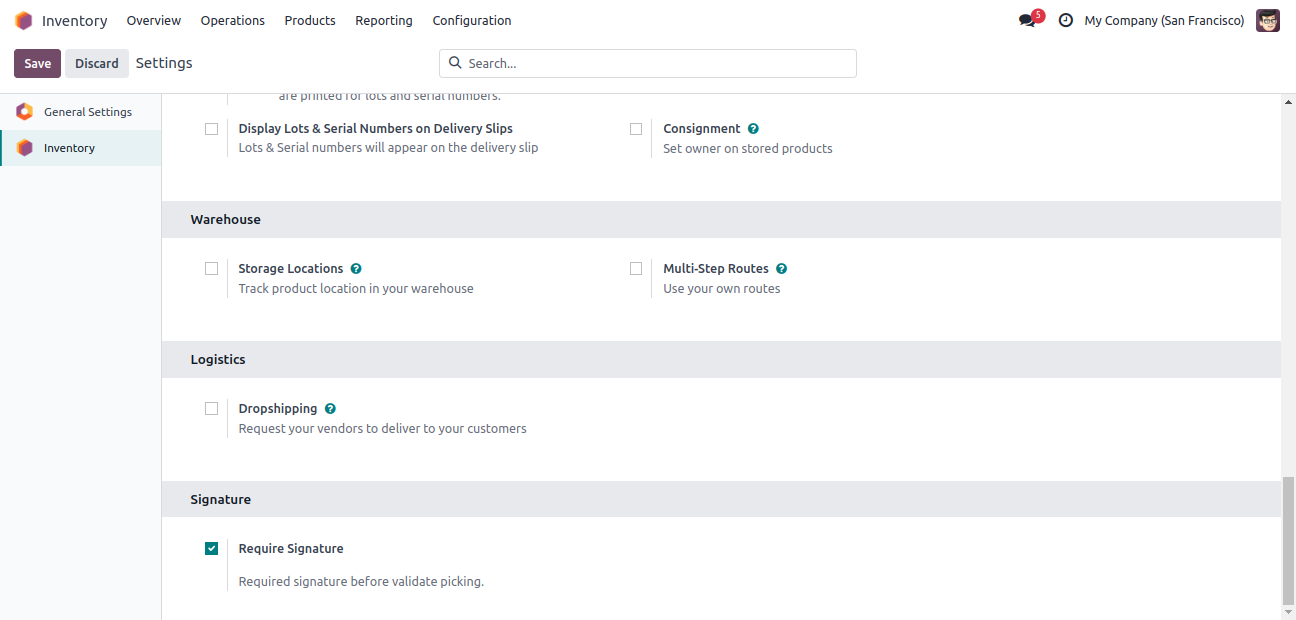 Inventory Overview Operations Products Reporting Configuration 5 My Company (San Francisco)
Save Discard Settings Search...
General Settings
Inventory
are printed for lots and serial numbers.
Display Lots & Serial Numbers on Delivery Slips
Lots & Serial numbers will appear on the delivery slip
Consignment ?
Set owner on stored products
Warehouse
Storage Locations ?
Track product location in your warehouse
Multi-Step Routes ?
Use your own routes
Logistics
Dropshipping ?
Request your vendors to deliver to your customers
Signature
Require Signature
Required signature before validate picking.